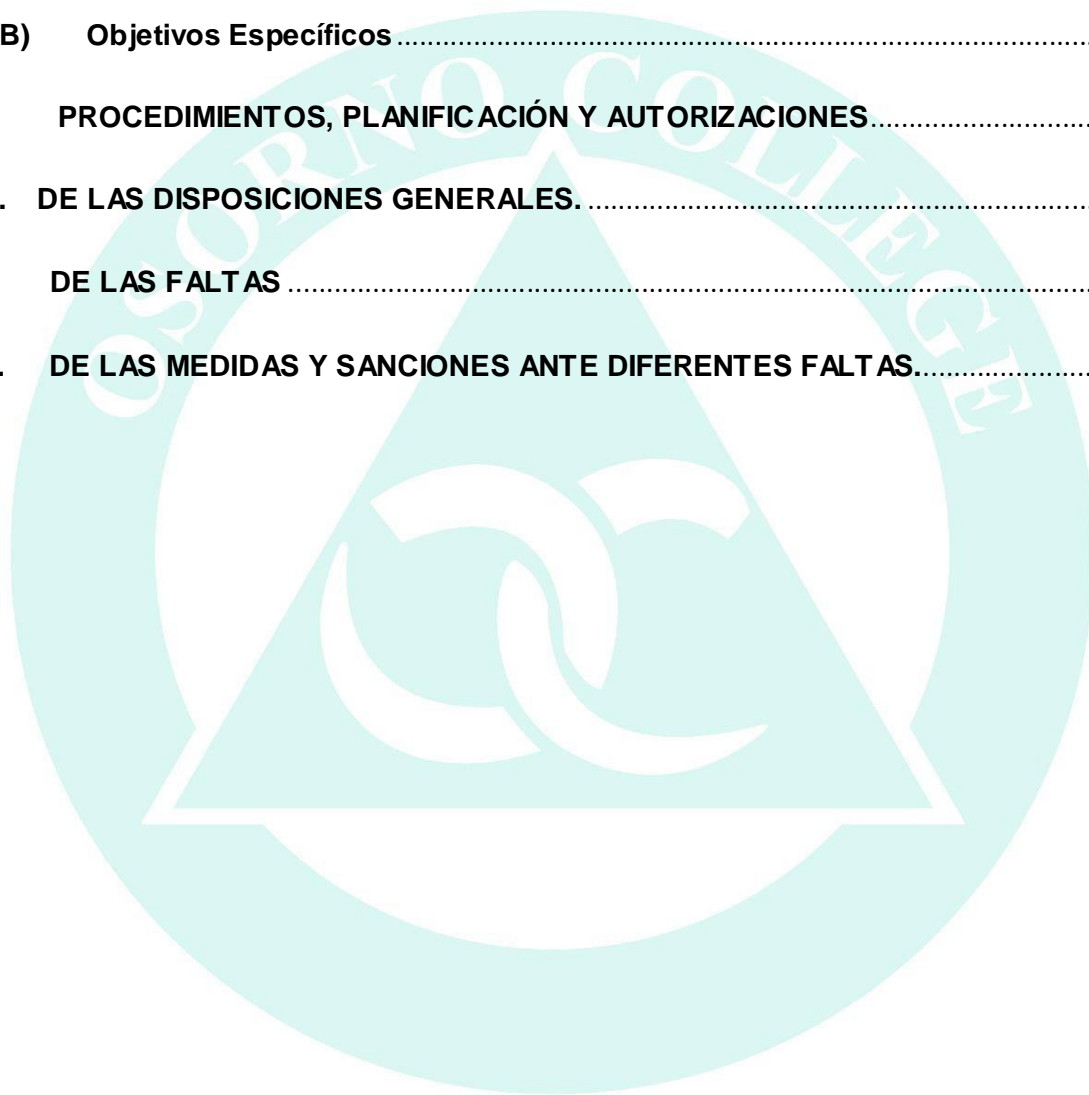 B) Objetivos Específicos................................................................................................
PROCEDIMIENTOS, PLANIFICACIÓN Y AUTORIZACIONES.............................
. DE LAS DISPOSICIONES GENERALES. ...................................................................
DE LAS FALTAS ...........................................................................................................
. DE LAS MEDIDAS Y SANCIONES ANTE DIFERENTES FALTAS.......................
OSORNO COLLEGE